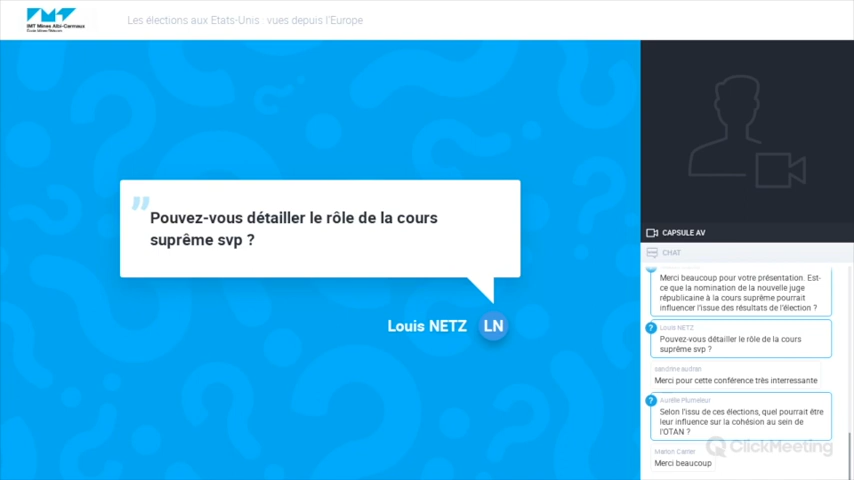 IMT Mines Albi-Carmaux
École Mines-Télécom
Les élections aux Etats-Unis : vues depuis l'Europe
Pouvez-vous détailler le rôle de la cours
suprême svp ?
Louis NETZ
LN
CAPSULE AV
CHAT
Merci beaucoup pour votre présentation. Est-
ce que la nomination de la nouvelle juge
républicaine à la cours suprême pourrait
influencer l'issue des résultats de l'élection ?
?
Louis NETZ
Pouvez-vous détailler le rôle de la cours
suprême svp ?
sandrine audran
Merci pour cette conférence très interressante
?
Aurélie Plumeleur
Selon l'issu de ces élections, quel pourrait être
leur influence sur la cohésion au sein de
l'OTAN ?
ClickMeeting
Marion Carrier
Merci beaucoup